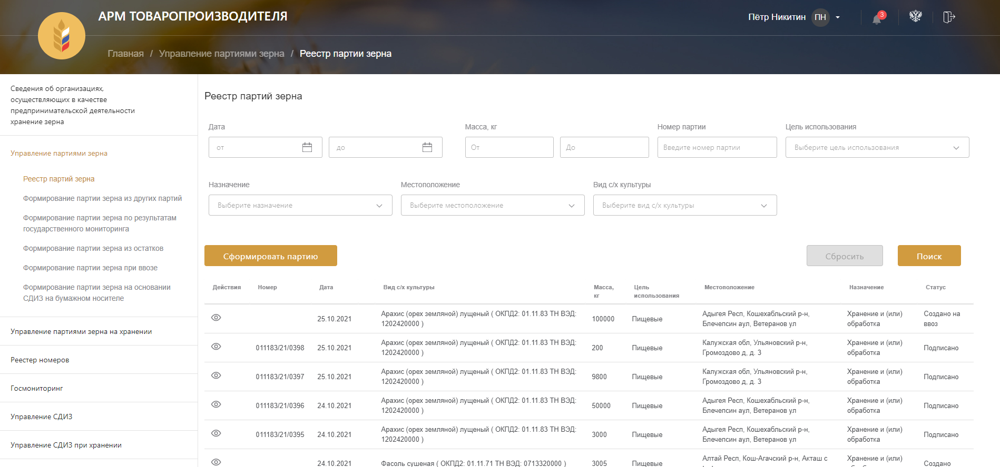 АРМ ТОВАРОПРОИЗВОДИТЕЛЯ
Пётр Никитин ПН
3
Главная / Управление партиями зерна / Реестр партии зерна
Сведения об организациях,
осуществляющих в качестве
предпринимательской деятельности
хранение зерна
Управление партиями зерна
Реестр партий зерна
Формирование партии зерна из других партий
Формирование партии зерна по результатам
государственного мониторинга
Формирование партии зерна из остатков
Формирование партии зерна при ввозе
Формирование партии зерна на основании
СДИЗ на бумажном носителе
Управление партиями зерна на хранении
Реестер номеров
Госмониторинг
Управление СДИЗ
Управление СДИЗ при хранении
Реестр партий зерна
Дата Масса, кг Номер партии Цель использования
от до От До Введите номер партии Выберите цель использования
Назначение Местоположение Вид с/х культуры
Выберите назначение Выберите местоположение Выберите вид с/х культуры
Сформировать партию Сбросить Поиск
Действия Номер Дата Вид с/х культуры Масса, Цель Местоположение Назначение Статус
кг использования
Арахис (орех земляной) лущеный ( ОКПД2: 01.11.83 ТН ВЭД: Адыгея Респ, Кошехабльский р-н, Хранение и (или) Создано на
25.10.2021 100000 Пищевые
1202420000 ) Блечепсин аул, Ветеранов ул обработка ввоз
Арахис (орех земляной) лущеный ( ОКПД2: 01.11.83 ТН ВЭД: Калужская обл, Ульяновский р-н, Хранение и (или)
011183/21/0398 25.10.2021 200 Пищевые Подписано
1202420000 ) Громоздово д, д. 3 обработка
Арахис (орех земляной) лущеный ( ОКПД2: 01.11.83 ТН ВЭД: Калужская обл, Ульяновский р-н, Хранение и (или)
011183/21/0397 25.10.2021 9800 Пищевые Подписано
1202420000 ) Громоздово д, д. 3 обработка
Арахис (орех земляной) лущеный ( ОКПД2: 01.11.83 ТН ВЭД: Адыгея Респ, Кошехабльский р-н, Хранение и (или)
011183/21/0396 24.10.2021 50000 Пищевые Подписано
1202420000 ) Блечепсин аул, Ветеранов ул обработка
Арахис (орех земляной) лущеный ( ОКПД2: 01.11.83 ТН ВЭД: Адыгея Респ, Кошехабльский р-н, Хранение и (или)
011183/21/0395 24.10.2021 3000 Пищевые Подписано
1202420000 ) Блечепсин аул, Ветеранов ул обработка
Алтай Респ, Кош-Агачский р-н, Акташ с Хранение и (или)
24.10.2021 Фасоль сушеная ( ОКПД2: 01.11.71 ТН ВЭД: 0713320000 ) 3005 Пищевые Создано